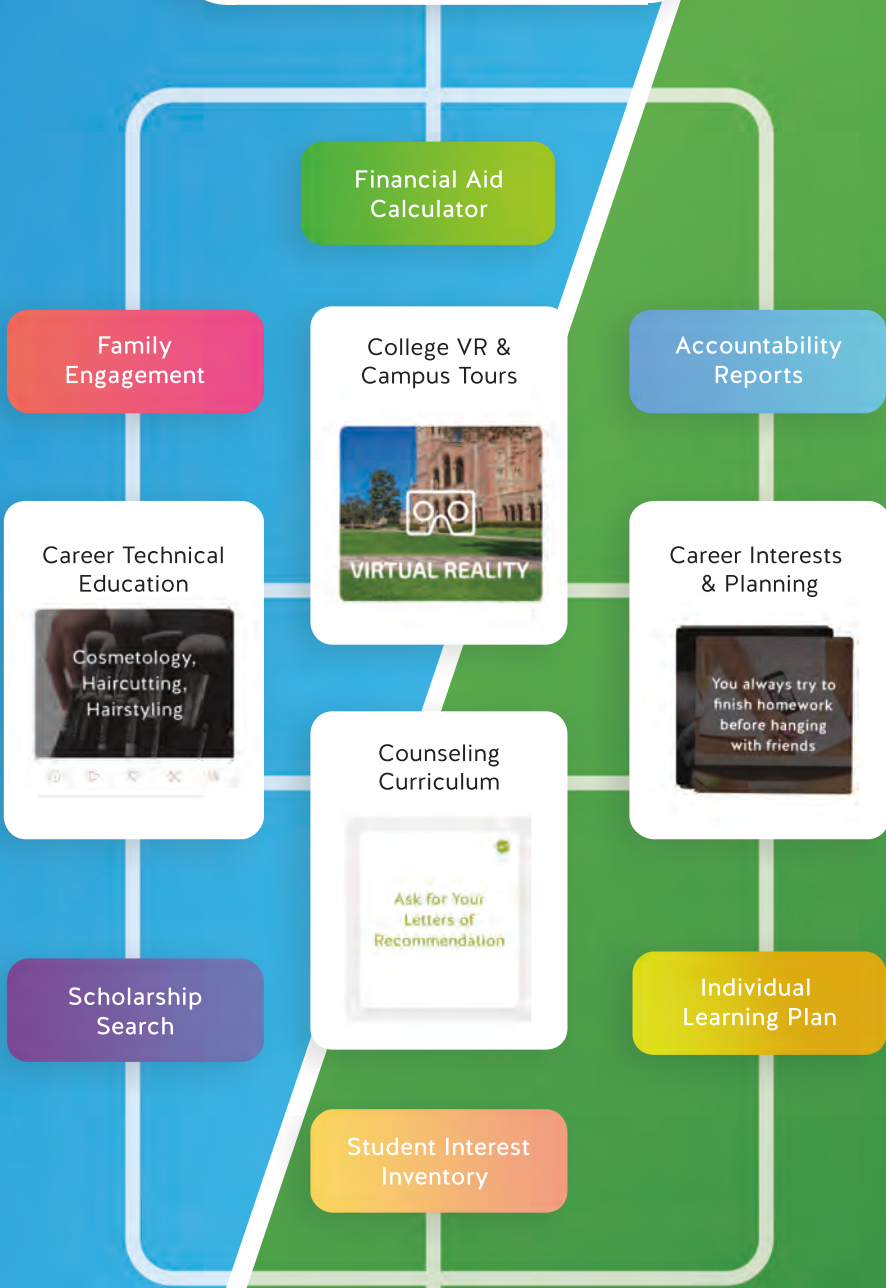 Financial Aid
Calculator
Family
Engagement
College VR &
Campus Tours
VIRTUAL REALITY
Accountability
Reports
Career Technical
Education
Cosmetology,
Haircutting,
Hairstyling
Career Interests
& Planning
You always try to
finish homework
before hanging
with friends
Counseling
Curriculum
Ask for Your
Letters of
Recommendation
Scholarship
Search
Individual
Learning Plan
Student Interest
Inventory